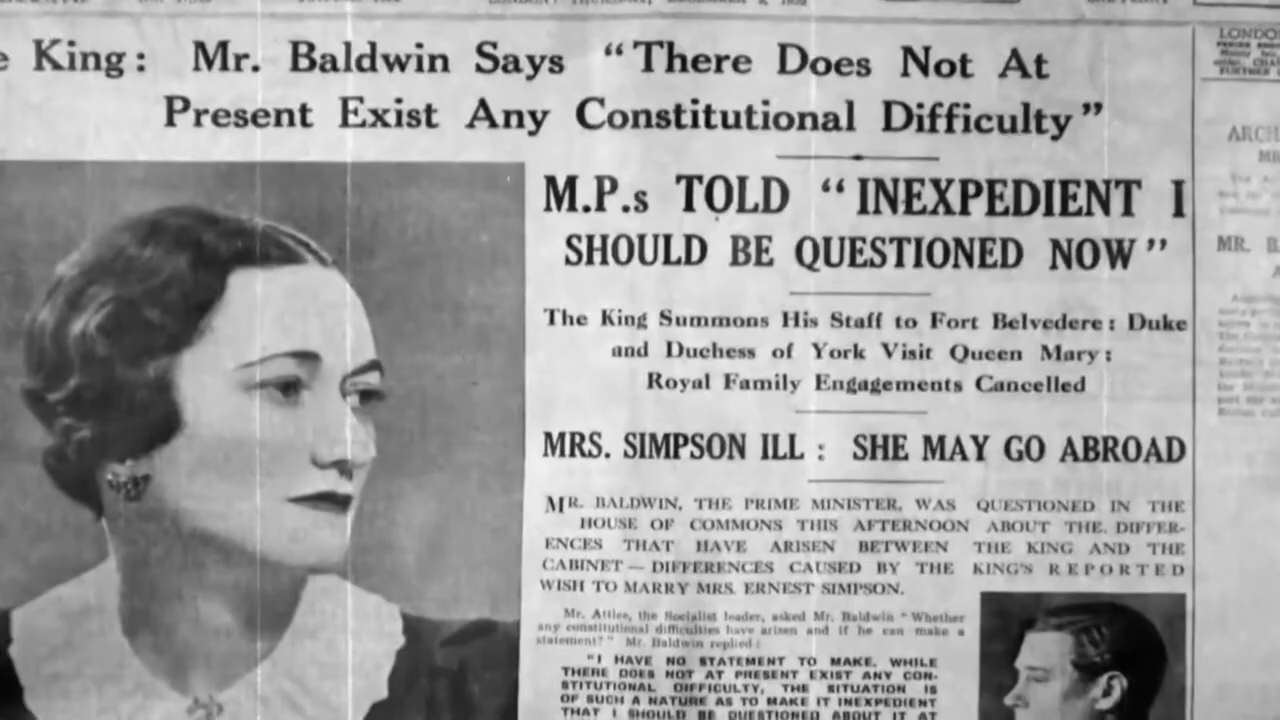 King: Mr. Baldwin Says “There Does Not At
Present Exist Any Constitutional Difficulty”
M.P.s TOLD “INEXPEDIENT I
SHOULD BE QUESTIONED NOW”
The King Summons His Staff to Fort Belvedere: Duke
and Duchess of York Visit Queen Mary:
Royal Family Engagements Cancelled
MRS. SIMPSON ILL: SHE MAY GO ABROAD
MR. BALDWIN, THE PRIME MINISTER, WAS QUESTIONED IN THE
HOUSE OF COMMONS THIS AFTERNOON ABOUT THE DIFFER-
ENCES THAT HAVE ARISEN BETWEEN THE KING AND THE
CABINET — DIFFERENCES CAUSED BY THE KING'S REPORTED
WISH TO MARRY MRS. ERNEST SIMPSON.
Mr. Attlee, the Socialist leader, asked Mr. Baldwin “Whether
any constitutional difficulties have arisen and if he can make a
statement?” Mr. Baldwin replied:
“I HAVE NO STATEMENT TO MAKE. WHILE
THERE DOES NOT AT PRESENT EXIST ANY CON-
STITUTIONAL DIFFICULTY, THE SITUATION IS
OF SUCH A NATURE AS TO MAKE IT INEXPEDIENT
THAT I SHOULD BE QUESTIONED ABOUT IT AT
LONDO
FURTHER
ARCH
MR. B